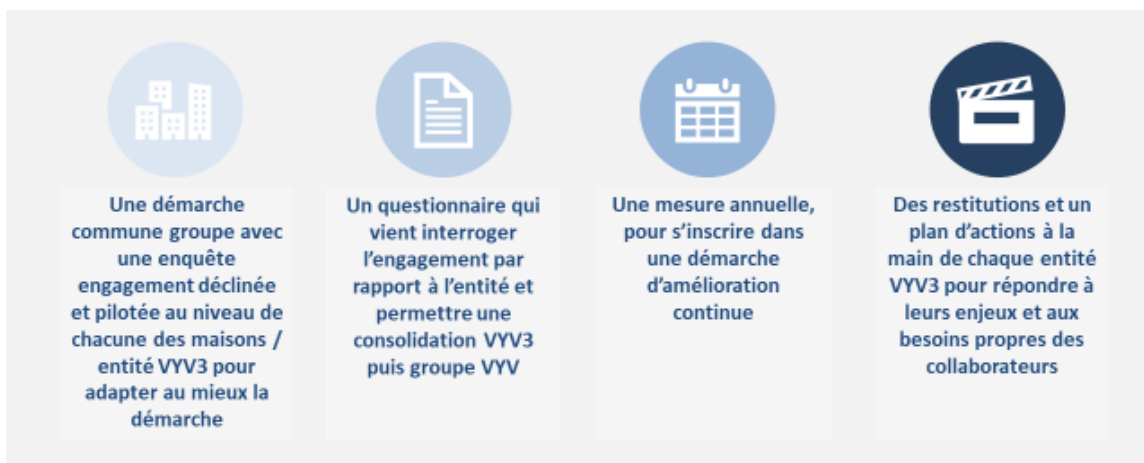 Une démarche
commune groupe avec
une enquête
engagement déclinée
et pilotée au niveau de
chacune des maisons /
entité VYV3 pour
adapter au mieux la
démarche
Un questionnaire qui
vient interroger
l'engagement par
rapport à l'entité et
permettre une
consolidation VYV3
puis groupe VYV
Une mesure annuelle,
pour s'inscrire dans
une démarche
d'amélioration
continue
Des restitutions et un
plan d'actions à la
main de chaque entité
VYV3 pour répondre à
leurs enjeux et aux
besoins propres des
collaborateurs